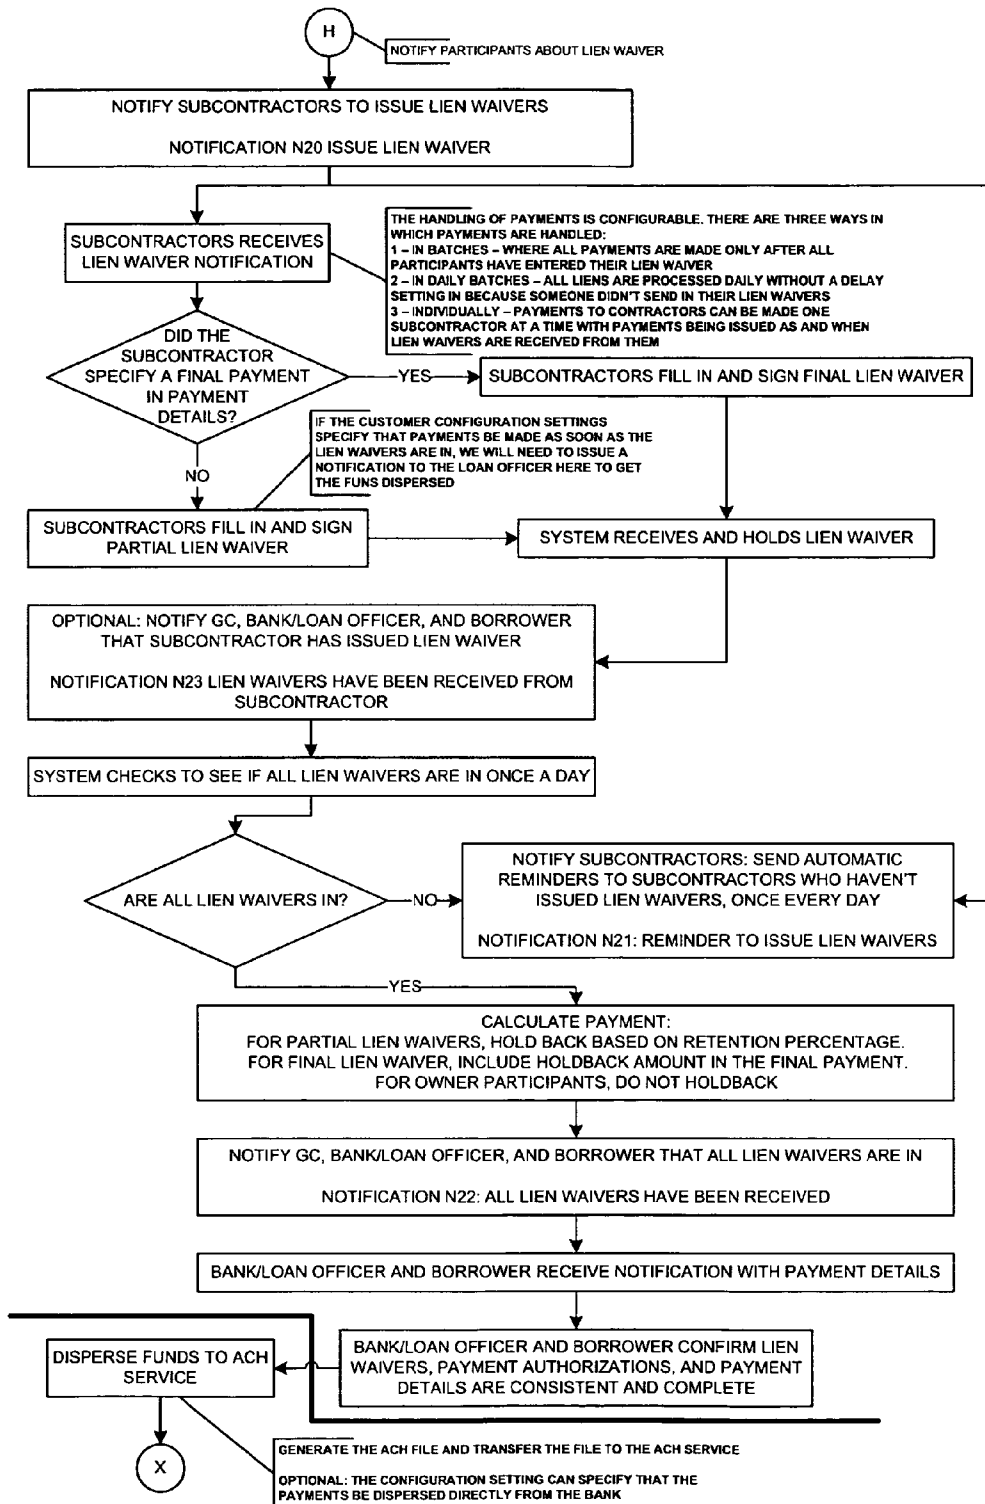 H
NOTIFY PARTICIPANTS ABOUT LIEN WAIVER
NOTIFY SUBCONTRACTORS TO ISSUE LIEN WAIVERS
NOTIFICATION N20 ISSUE LIEN WAIVER
SUBCONTRACTORS RECEIVES
LIEN WAIVER NOTIFICATION
THE HANDLING OF PAYMENTS IS CONFIGURABLE. THERE ARE THREE WAYS IN
WHICH PAYMENTS ARE HANDLED:
1 – IN BATCHES – WHERE ALL PAYMENTS ARE MADE ONLY AFTER ALL
PARTICIPANTS HAVE ENTERED THEIR LIEN WAIVER
2 – IN DAILY BATCHES – ALL LIENS ARE PROCESSED DAILY WITHOUT A DELAY
SETTING IN BECAUSE SOMEONE DIDN'T SEND IN THEIR LIEN WAIVERS
3 – INDIVIDUALLY – PAYMENTS TO CONTRACTORS CAN BE MADE ONE
SUBCONTRACTOR AT A TIME WITH PAYMENTS BEING ISSUED AS AND WHEN
LIEN WAIVERS ARE RECEIVED FROM THEM
DID THE
SUBCONTRACTOR
SPECIFY A FINAL PAYMENT
IN PAYMENT
DETAILS?
YES
SUBCONTRACTORS FILL IN AND SIGN FINAL LIEN WAIVER
IF THE CUSTOMER CONFIGURATION SETTINGS
SPECIFY THAT PAYMENTS BE MADE AS SOON AS THE
LIEN WAIVERS ARE IN, WE WILL NEED TO ISSUE A
NOTIFICATION TO THE LOAN OFFICER HERE TO GET
THE FUNS DISPERSED
NO
SUBCONTRACTORS FILL IN AND SIGN
PARTIAL LIEN WAIVER
SYSTEM RECEIVES AND HOLDS LIEN WAIVER
OPTIONAL: NOTIFY GC, BANK/LOAN OFFICER, AND BORROWER
THAT SUBCONTRACTOR HAS ISSUED LIEN WAIVER
NOTIFICATION N23 LIEN WAIVERS HAVE BEEN RECEIVED FROM
SUBCONTRACTOR
SYSTEM CHECKS TO SEE IF ALL LIEN WAIVERS ARE IN ONCE A DAY
ARE ALL LIEN WAIVERS IN?
NO
NOTIFY SUBCONTRACTORS: SEND AUTOMATIC
REMINDERS TO SUBCONTRACTORS WHO HAVEN'T
ISSUED LIEN WAIVERS, ONCE EVERY DAY
NOTIFICATION N21: REMINDER TO ISSUE LIEN WAIVERS
YES
CALCULATE PAYMENT:
FOR PARTIAL LIEN WAIVERS, HOLD BACK BASED ON RETENTION PERCENTAGE.
FOR FINAL LIEN WAIVER, INCLUDE HOLDBACK AMOUNT IN THE FINAL PAYMENT.
FOR OWNER PARTICIPANTS, DO NOT HOLDBACK
NOTIFY GC, BANK/LOAN OFFICER, AND BORROWER THAT ALL LIEN WAIVERS ARE IN
NOTIFICATION N22: ALL LIEN WAIVERS HAVE BEEN RECEIVED
BANK/LOAN OFFICER AND BORROWER RECEIVE NOTIFICATION WITH PAYMENT DETAILS
BANK/LOAN OFFICER AND BORROWER CONFIRM LIEN
WAIVERS, PAYMENT AUTHORIZATIONS, AND PAYMENT
DETAILS ARE CONSISTENT AND COMPLETE
DISPERSE FUNDS TO ACH
SERVICE
X
GENERATE THE ACH FILE AND TRANSFER THE FILE TO THE ACH SERVICE
OPTIONAL: THE CONFIGURATION SETTING CAN SPECIFY THAT THE
PAYMENTS BE DISPERSED DIRECTLY FROM THE BANK